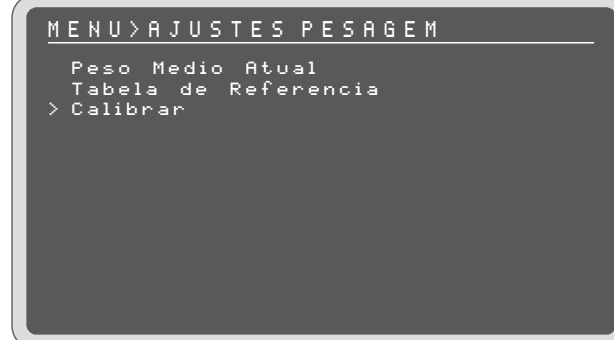 MENU>AJUSTES PESAGEM
Peso Medio Atual
Tabela de Referencia
> Calibrar